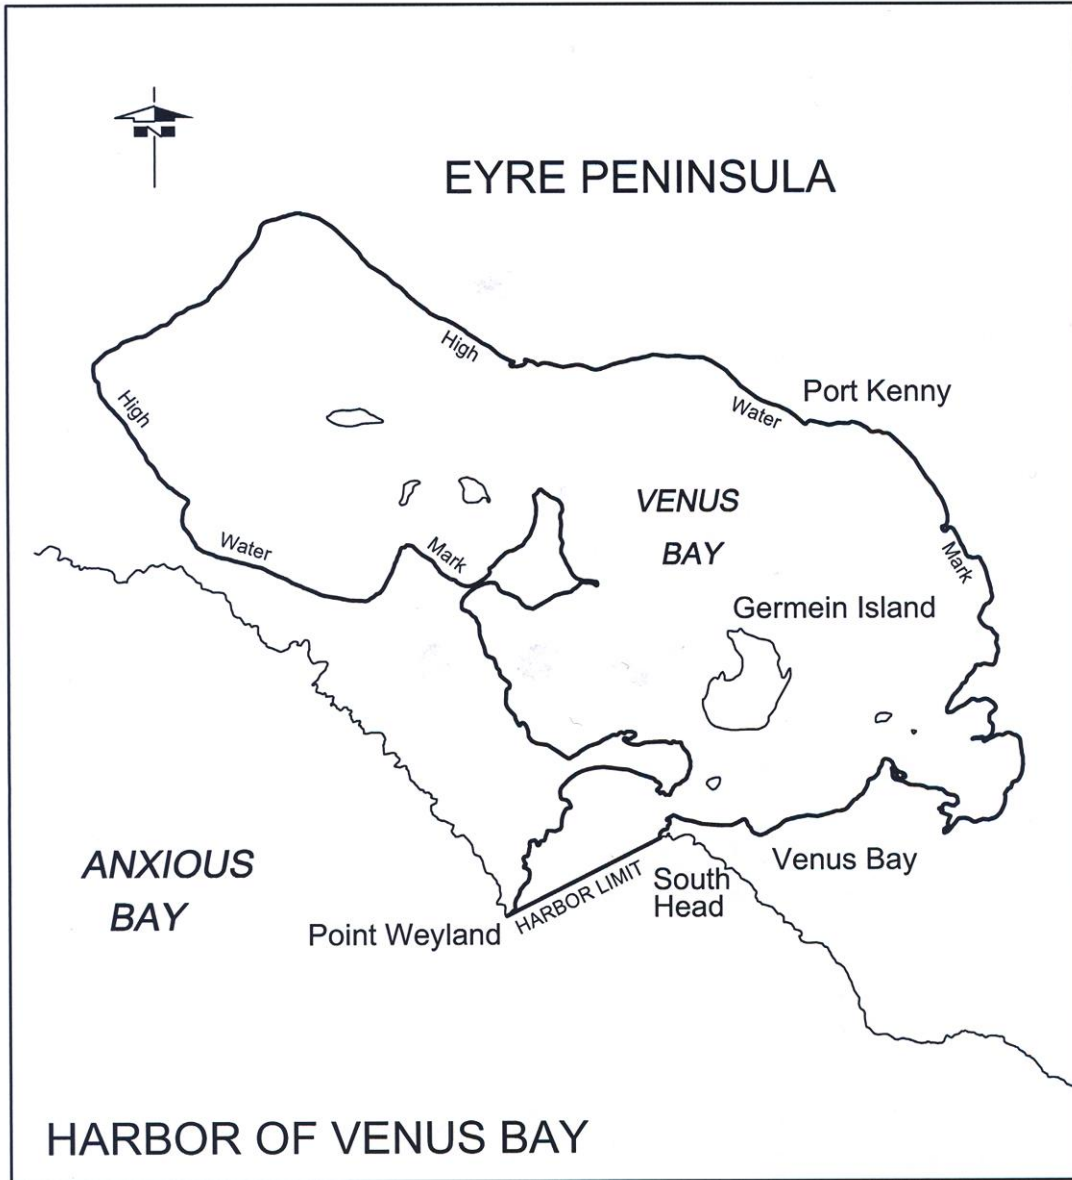 N
EYRE PENINSULA
High
Port Kenny
Water
High
VENUS
BAY
Water
Mark
Mark
Germein Island
ANXIOUS
BAY
Venus Bay
South
Head
HARBOR LIMIT
Point Weyland
HARBOR OF VENUS BAY